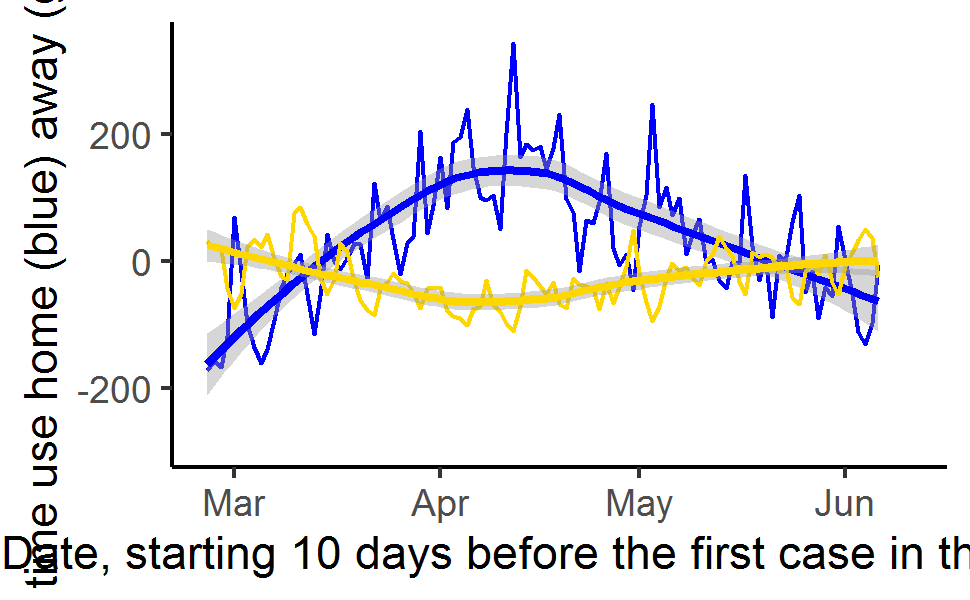 time use home (blue) away (
200
0
-200
Mar Apr May Jun
Date, starting 10 days before the first case in th